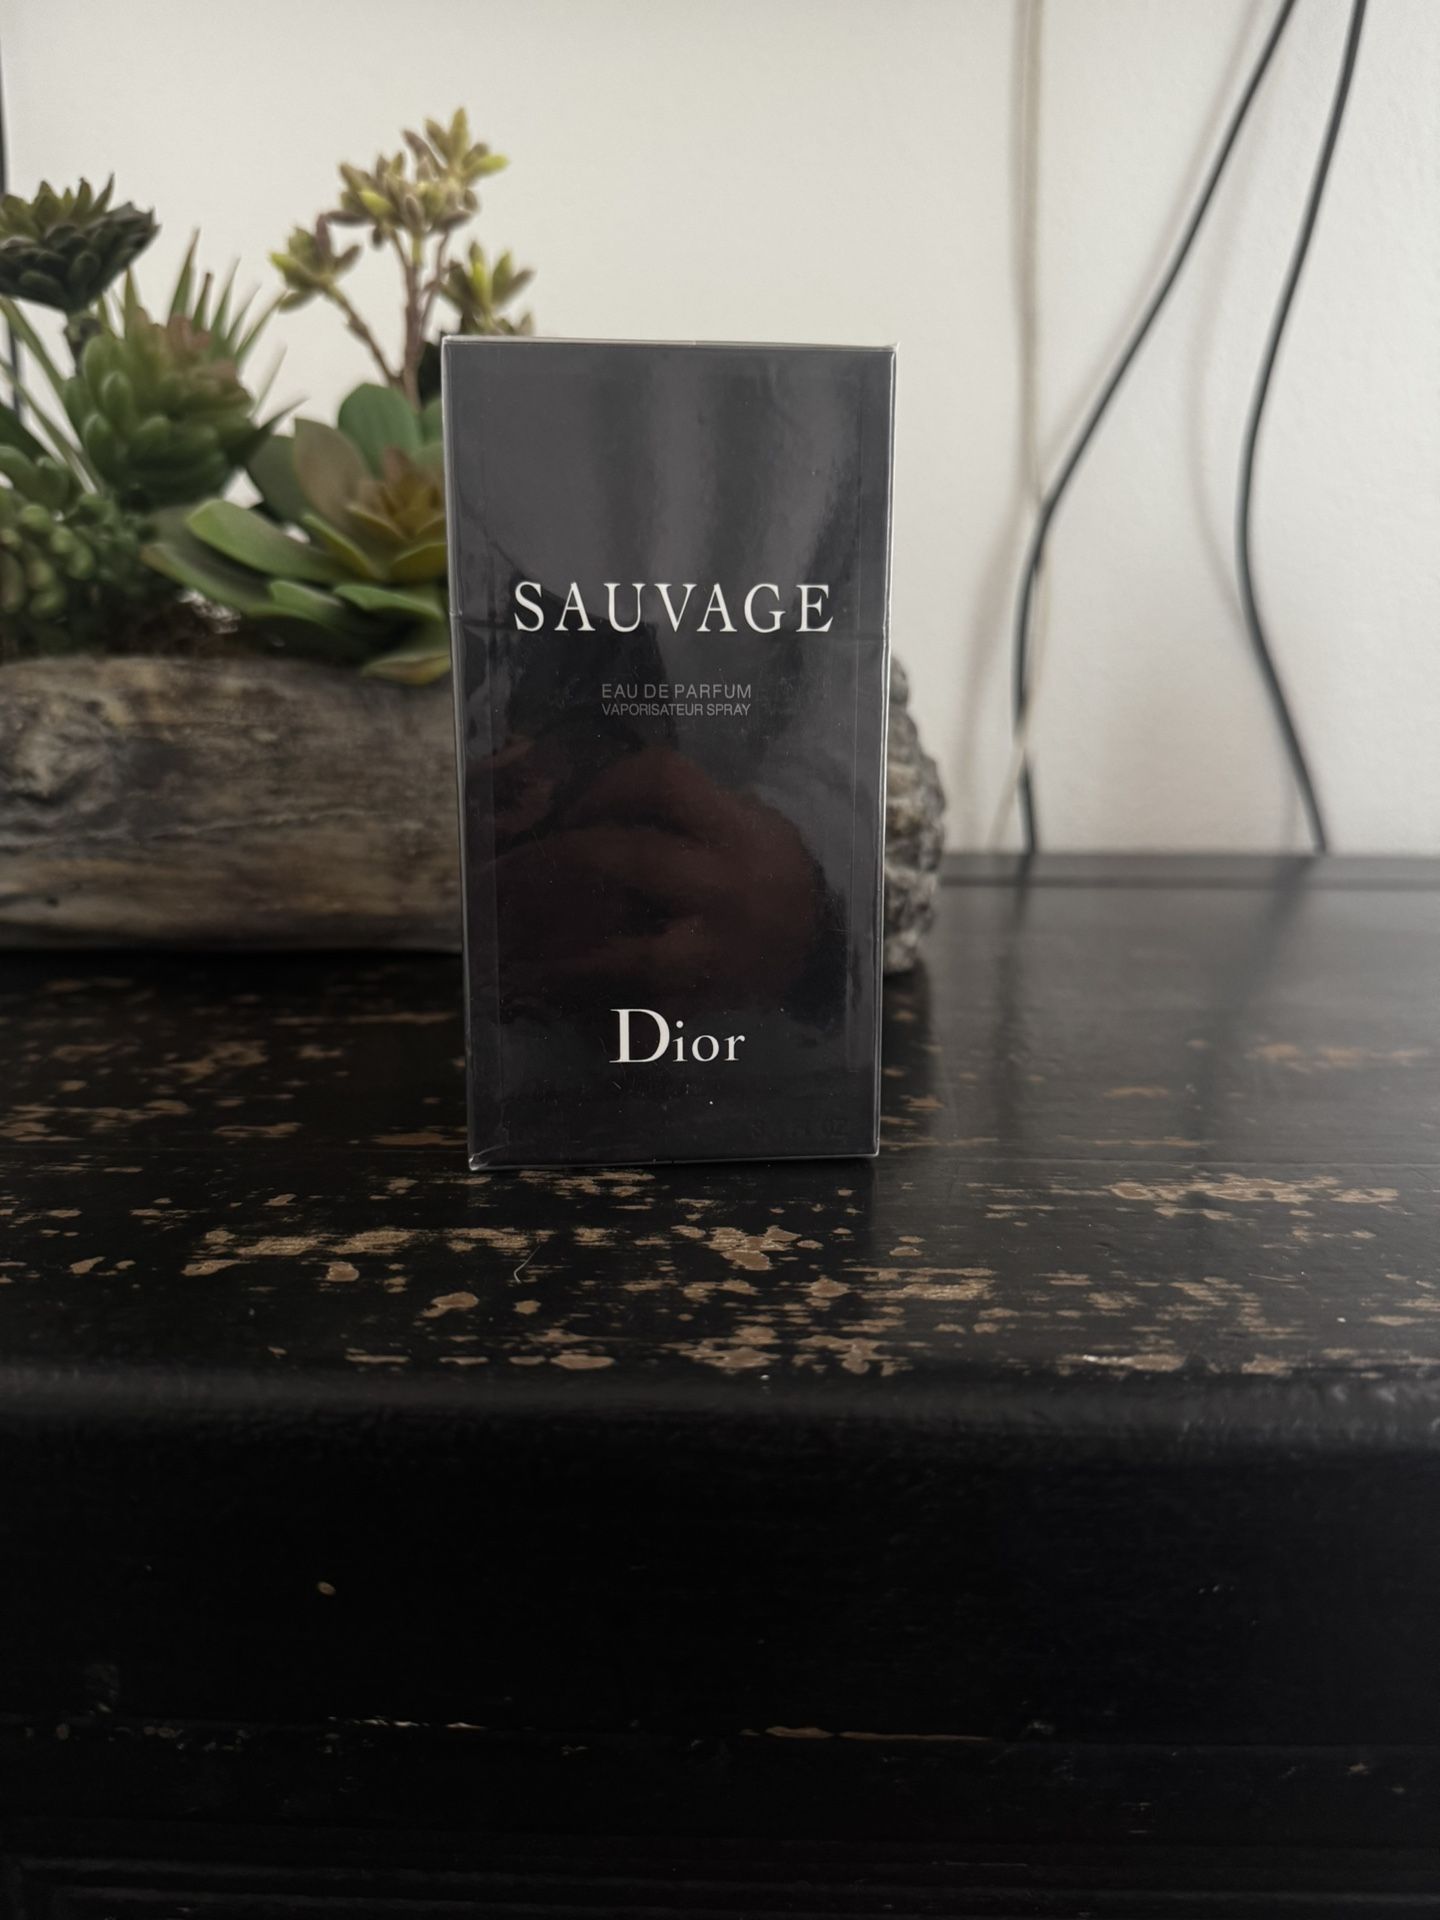 SAUVAGE
EAU DE PARFUM
VAPORISATEUR SPRAY
Dior